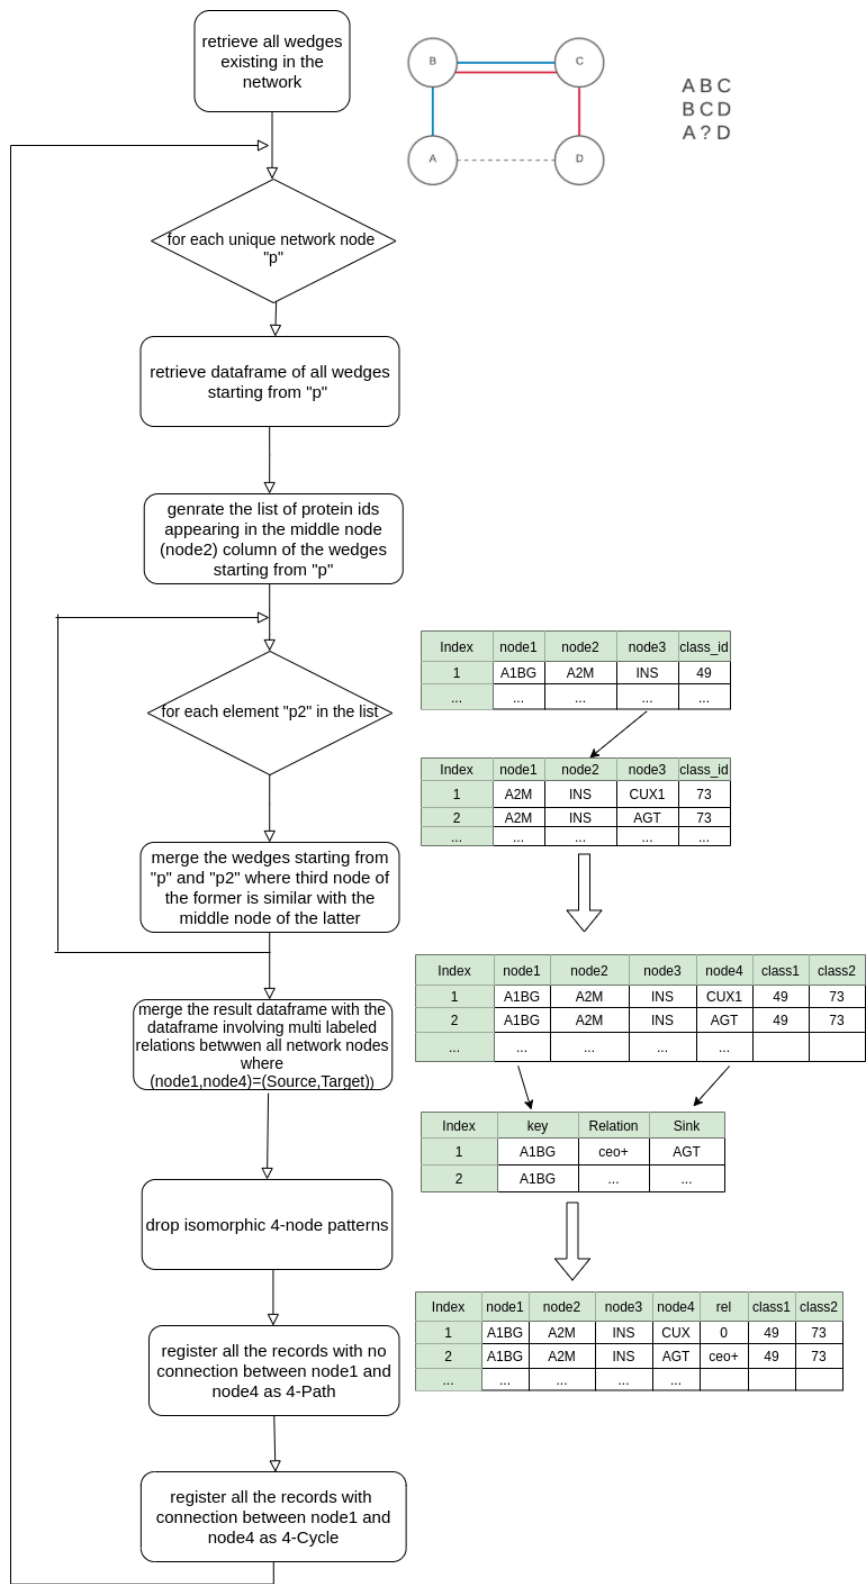 retrieve all wedges
existing in the
network
B
C
A
D
A B C
B C D
A ? D
for each unique network node
"p"
retrieve dataframe of all wedges
starting from "p"
genrate the list of protein ids
appearing in the middle node
(node2) column of the wedges
starting from "p"
for each element "p2" in the list
merge the wedges starting from
"p" and "p2" where third node of
the former is similar with the
middle node of the latter
merge the result dataframe with the
dataframe involving multi labeled
relations betwwen all network nodes
where
(node1,node4)=(Source,Target))
drop isomorphic 4-node patterns
register all the records with no
connection between node1 and
node4 as 4-Path
register all the records with
connection between node1 and
node4 as 4-Cycle
Index node1 node2 node3 class_id
1 A1BG A2M INS 49
... ... ... ... ...
Index node1 node2 node3 class_id
1 A2M INS CUX1 73
2 A2M INS AGT 73
... ... ... ... ...
Index node1 node2 node3 node4 class1 class2
1 A1BG A2M INS CUX1 49 73
2 A1BG A2M INS AGT 49 73
... ... ... ... ...
Index key Relation Sink
1 A1BG ceo+ AGT
2 A1BG ... ...
Index node1 node2 node3 node4 rel class1 class2
1 A1BG A2M INS CUX 0 49 73
2 A1BG A2M INS AGT ceo+ 49 73
... ... ... ... ...